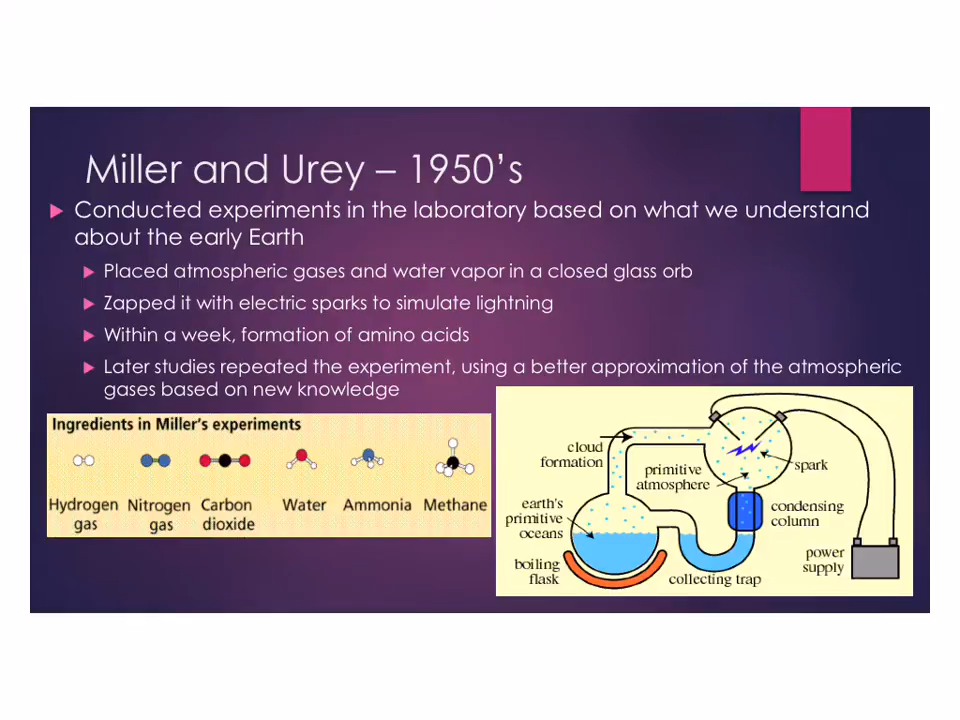 Miller and Urey – 1950's
Conducted experiments in the laboratory based on what we understand
about the early Earth
Placed atmospheric gases and water vapor in a closed glass orb
Zapped it with electric sparks to simulate lightning
Within a week, formation of amino acids
Later studies repeated the experiment, using a better approximation of the atmospheric
gases based on new knowledge
Ingredients in Miller's experiments
Hydrogen
gas
Nitrogen
gas
Carbon
dioxide
Water
Ammonia
Methane
cloud
formation
primitive
atmosphere
spark
earth's
primitive
oceans
condensing
column
boiling
flask
collecting trap
power
supply